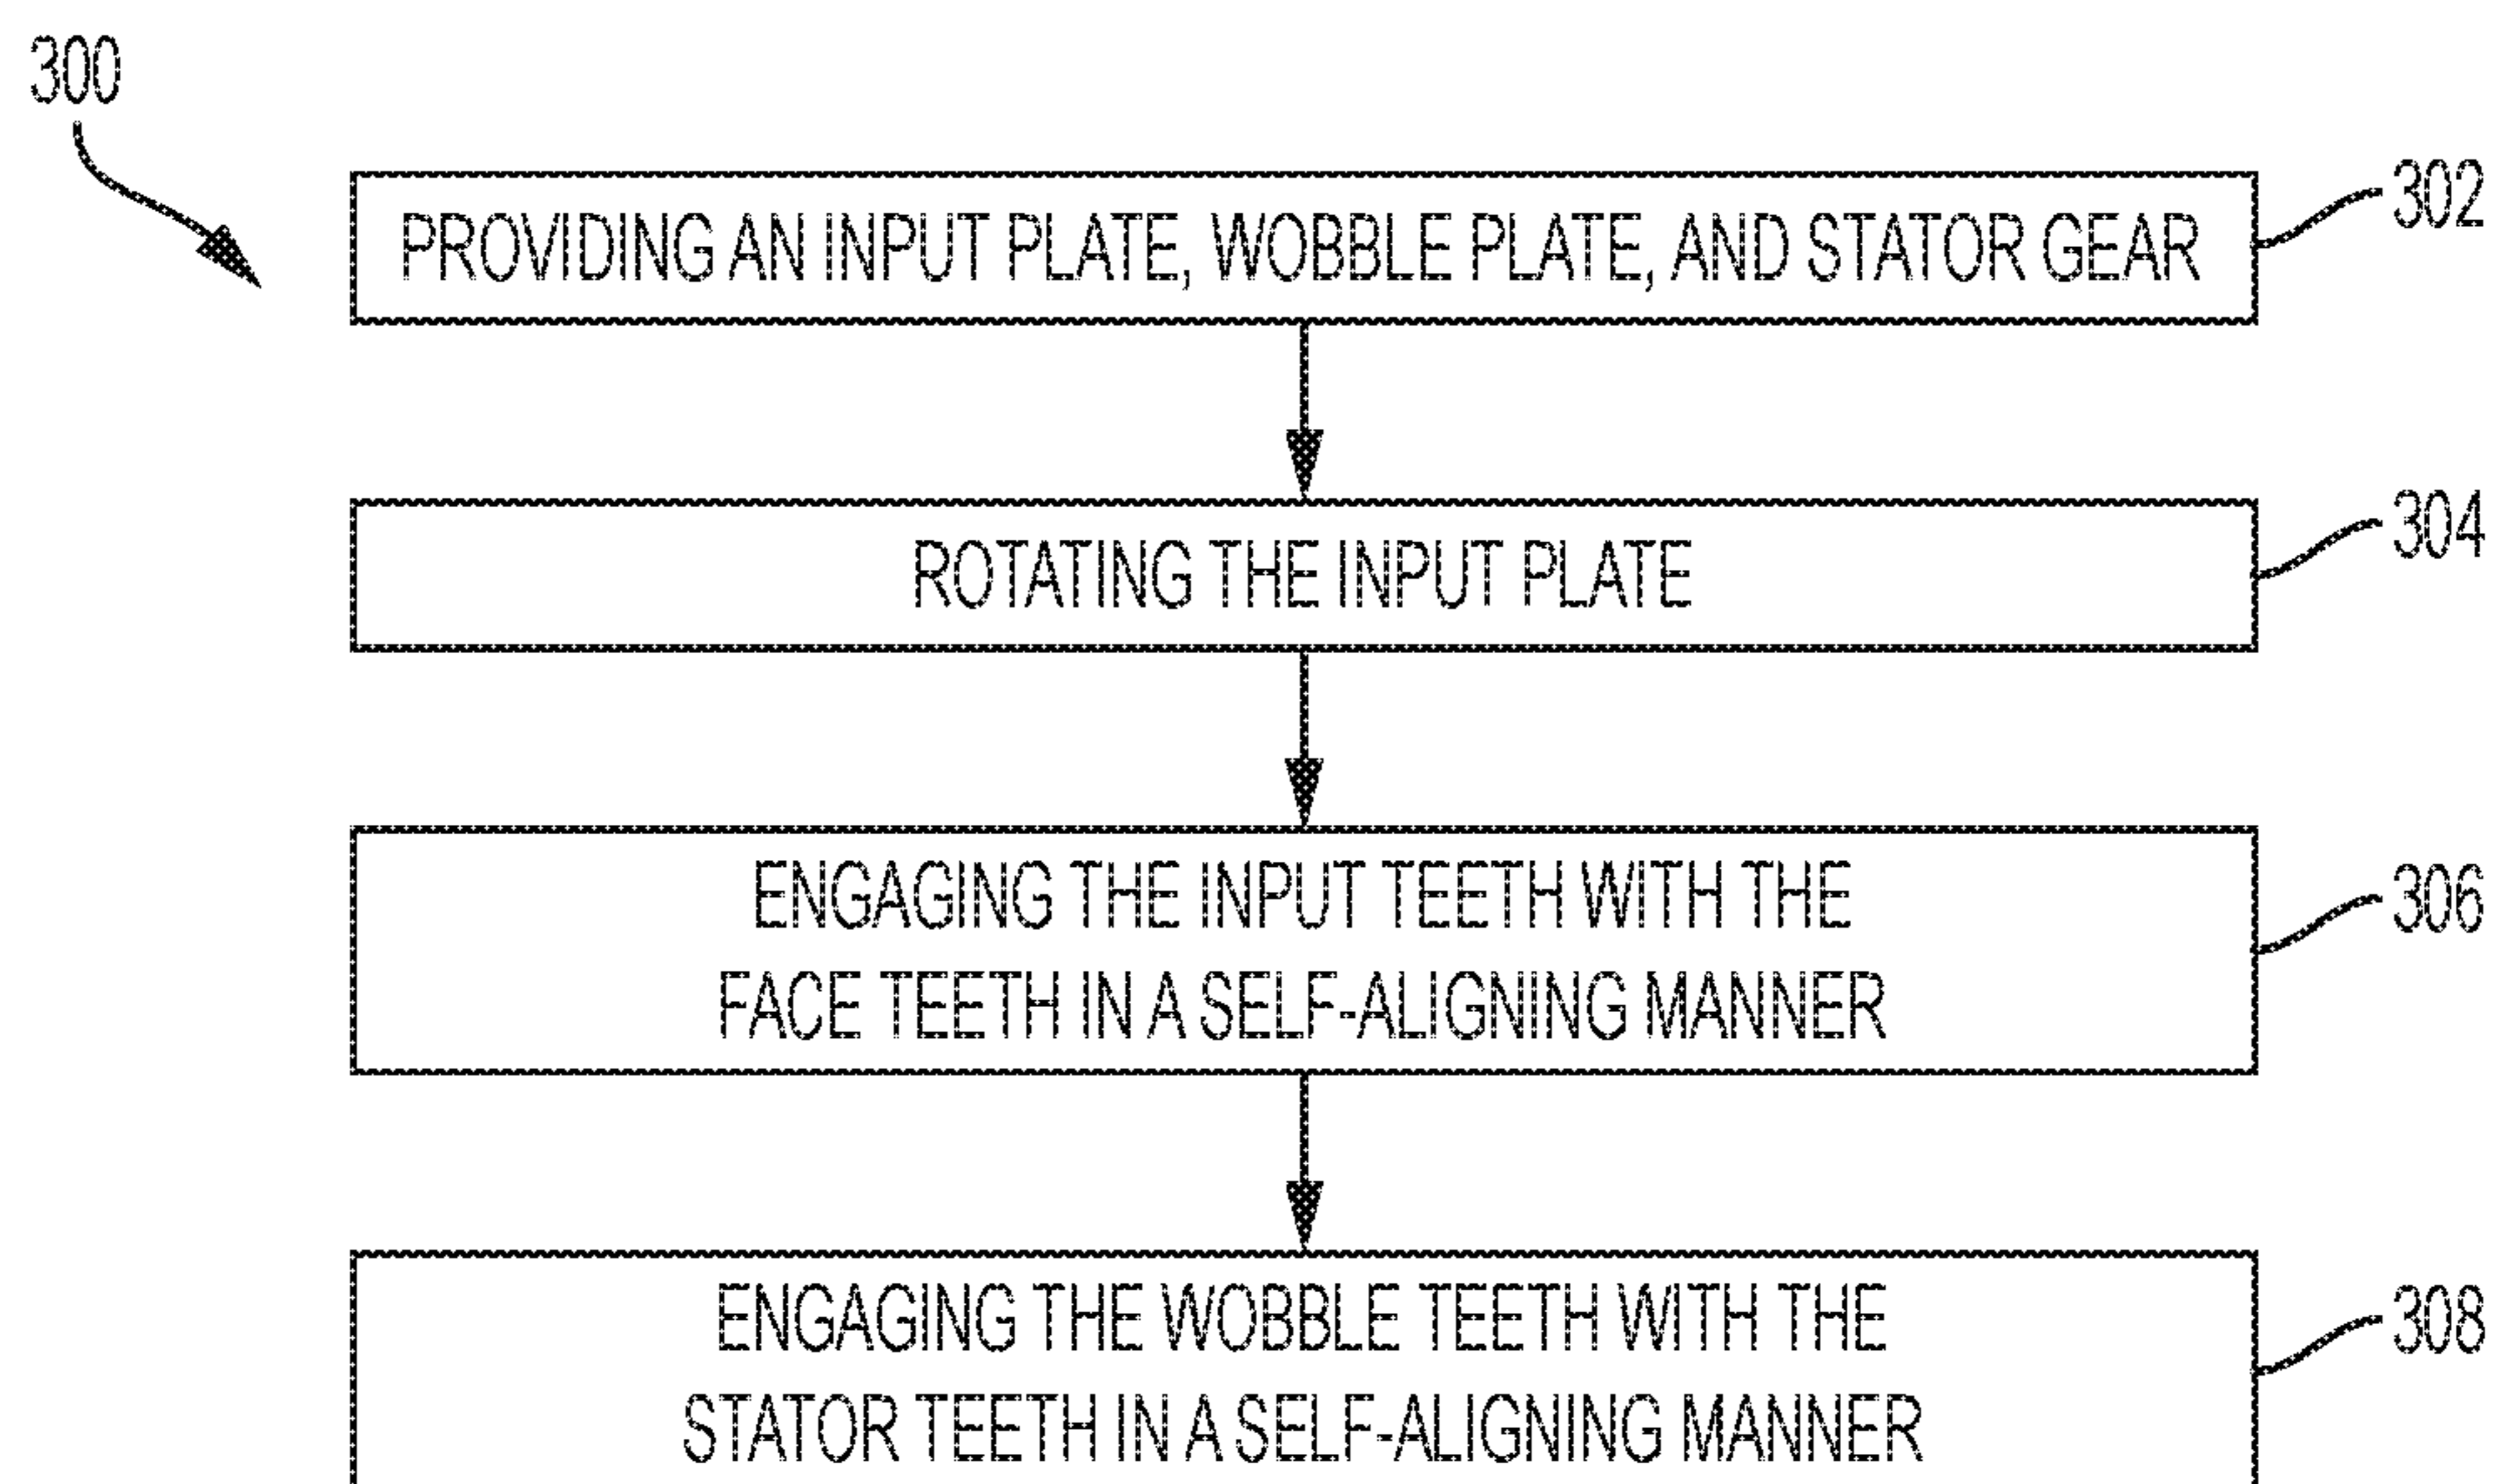 300
PROVIDING AN INPUT PLATE, WOBBLE PLATE, AND STATOR GEAR
302
ROTATING THE INPUT PLATE
304
ENGAGING THE INPUT TEETH WITH THE
FACE TEETH IN A SELF-ALIGNING MANNER
306
ENGAGING THE WOBBLE TEETH WITH THE
STATOR TEETH IN A SELF-ALIGNING MANNER
308